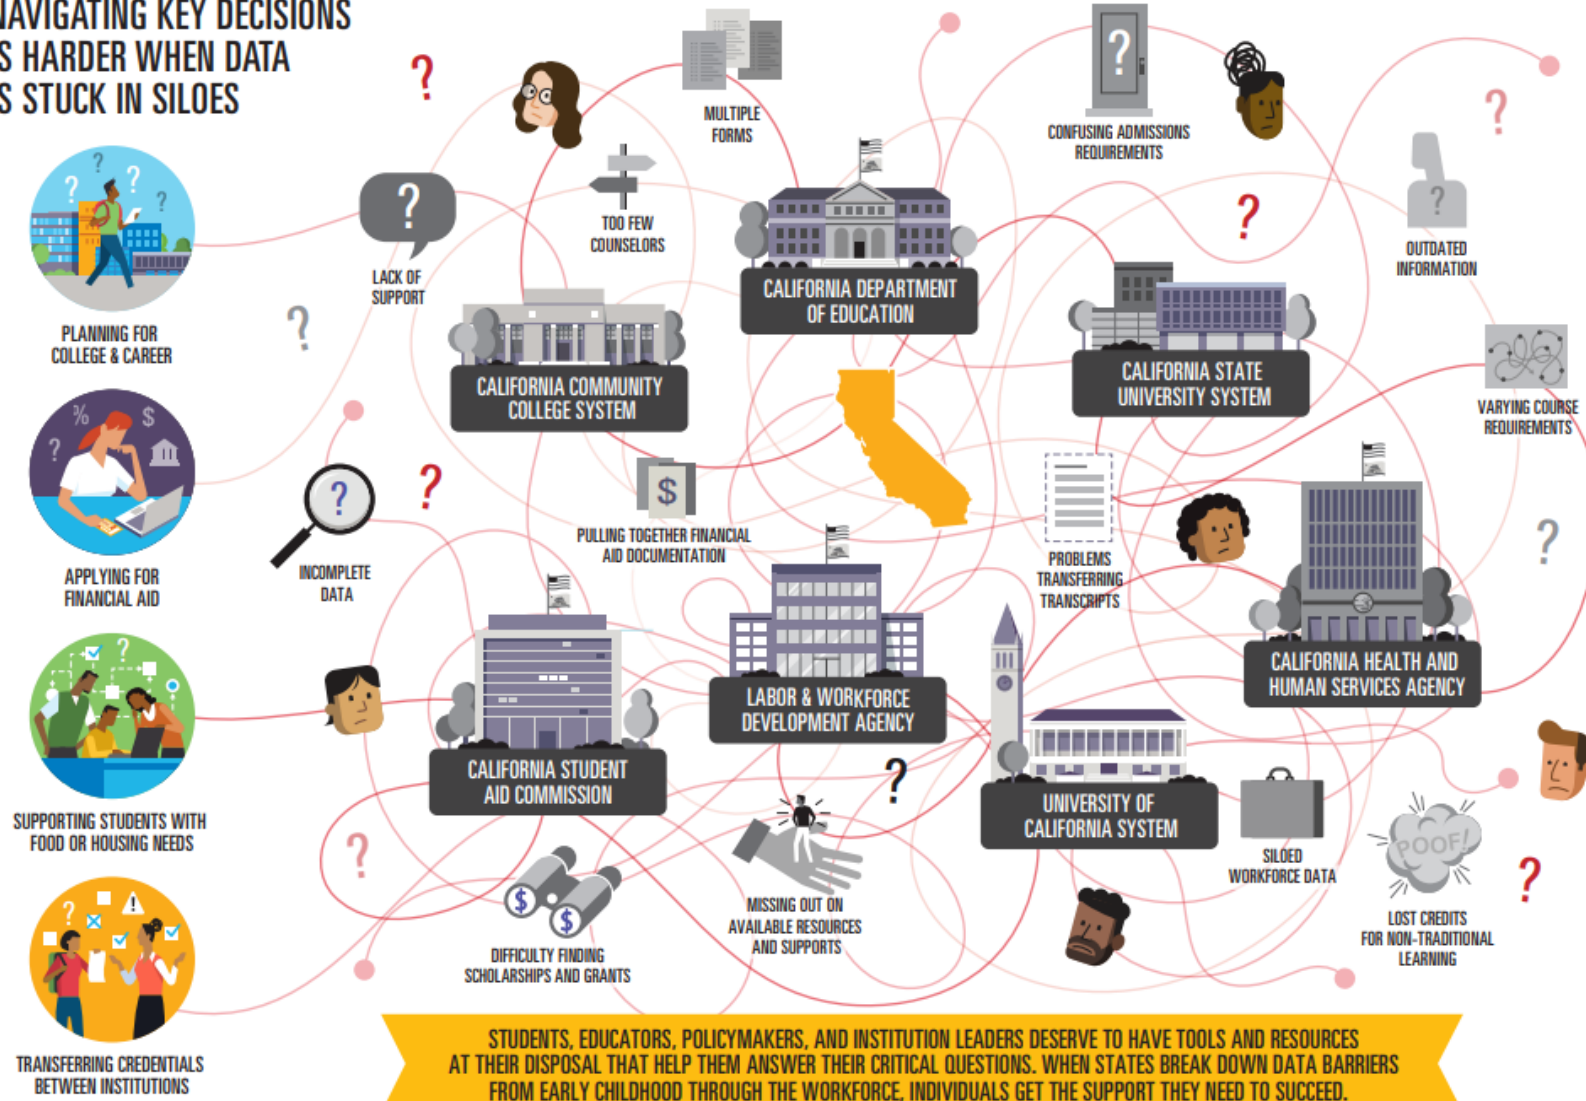 NAVIGATING KEY DECISIONS
S HARDER WHEN DATA
S STUCK IN SILOES
PLANNING FOR
COLLEGE & CAREER
APPLYING FOR
FINANCIAL AID
SUPPORTING STUDENTS WITH
FOOD OR HOUSING NEEDS
TRANSFERRING CREDENTIALS
BETWEEN INSTITUTIONS
LACK OF
SUPPORT
MULTIPLE
FORMS
TOO FEW
COUNSELORS
CONFUSING ADMISSIONS
REQUIREMENTS
OUTDATED
INFORMATION
CALIFORNIA DEPARTMENT
OF EDUCATION
CALIFORNIA COMMUNITY
COLLEGE SYSTEM
CALIFORNIA STATE
UNIVERSITY SYSTEM
VARYING COURSE
REQUIREMENTS
INCOMPLETE
DATA
$
PULLING TOGETHER FINANCIAL
AID DOCUMENTATION
PROBLEMS
TRANSFERRING
TRANSCRIPTS
CALIFORNIA HEALTH AND
HUMAN SERVICES AGENCY
LABOR & WORKFORCE
DEVELOPMENT AGENCY
CALIFORNIA STUDENT
AID COMMISSION
UNIVERSITY OF
CALIFORNIA SYSTEM
SILOED
WORKFORCE DATA
POOF!
LOST CREDITS
FOR NON-TRADITIONAL
LEARNING
$ $
DIFFICULTY FINDING
SCHOLARSHIPS AND GRANTS
MISSING OUT ON
AVAILABLE RESOURCES
AND SUPPORTS
STUDENTS, EDUCATORS, POLICYMAKERS, AND INSTITUTION LEADERS DESERVE TO HAVE TOOLS AND RESOURCES
AT THEIR DISPOSAL THAT HELP THEM ANSWER THEIR CRITICAL QUESTIONS. WHEN STATES BREAK DOWN DATA BARRIERS
FROM EARLY CHILDHOOD THROUGH THE WORKFORCE, INDIVIDUALS GET THE SUPPORT THEY NEED TO SUCCEED.